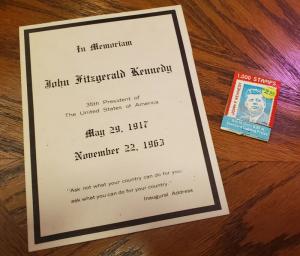 In Memoriam
John Fitzgerald Kennedy
35th President of
The United States of America
May 29, 1917
November 22, 1963
"Ask not what your country can do for you
ask what you can do for your country."
Inaugural Address
1,000 STAMPS